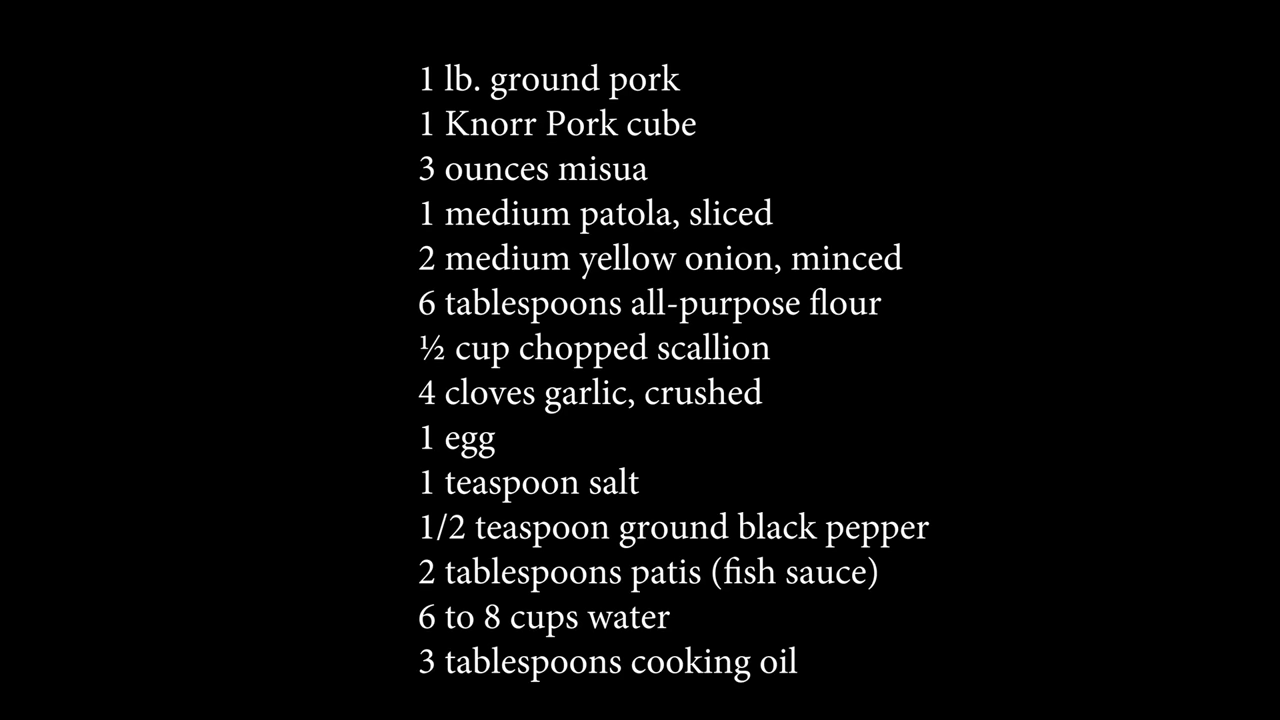 1 lb. ground pork
1 Knorr Pork cube
3 ounces misua
1 medium patola, sliced
2 medium yellow onion, minced
6 tablespoons all-purpose flour
½ cup chopped scallion
4 cloves garlic, crushed
1 egg
1 teaspoon salt
1/2 teaspoon ground black pepper
2 tablespoons patis (fish sauce)
6 to 8 cups water
3 tablespoons cooking oil